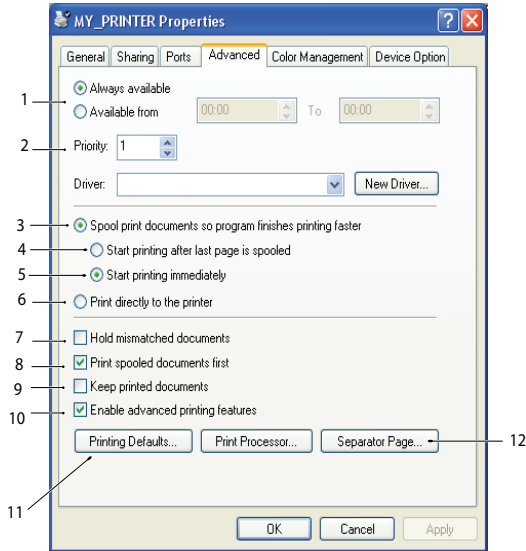 MY_PRINTER Properties
General Sharing Ports Advanced Color Management Device Option
1 Always available
Available from 00:00 To 00:00
2 Priority: 1
Driver: New Driver...
3 Spool print documents so program finishes printing faster
4 Start printing after last page is spooled
5 Start printing immediately
6 Print directly to the printer
7 Hold mismatched documents
8 Print spooled documents first
9 Keep printed documents
10 Enable advanced printing features
Printing Defaults... Print Processor... Separator Page... 12
11
OK Cancel Apply